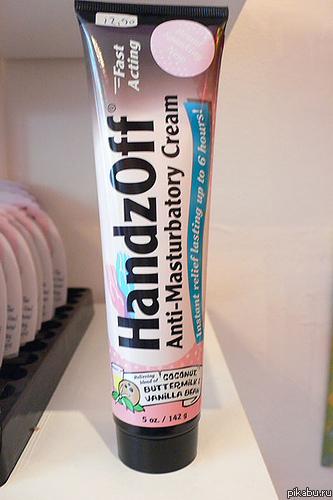 12,90
Fast
Acting
HandzOff®
Anti-Masturbatory Cream
Instant relief lasting up to 6 hours!
COCONUT,
BUTTERMILK &
VANILLA BEAN
5 oz. / 142 g
pikabu.ru